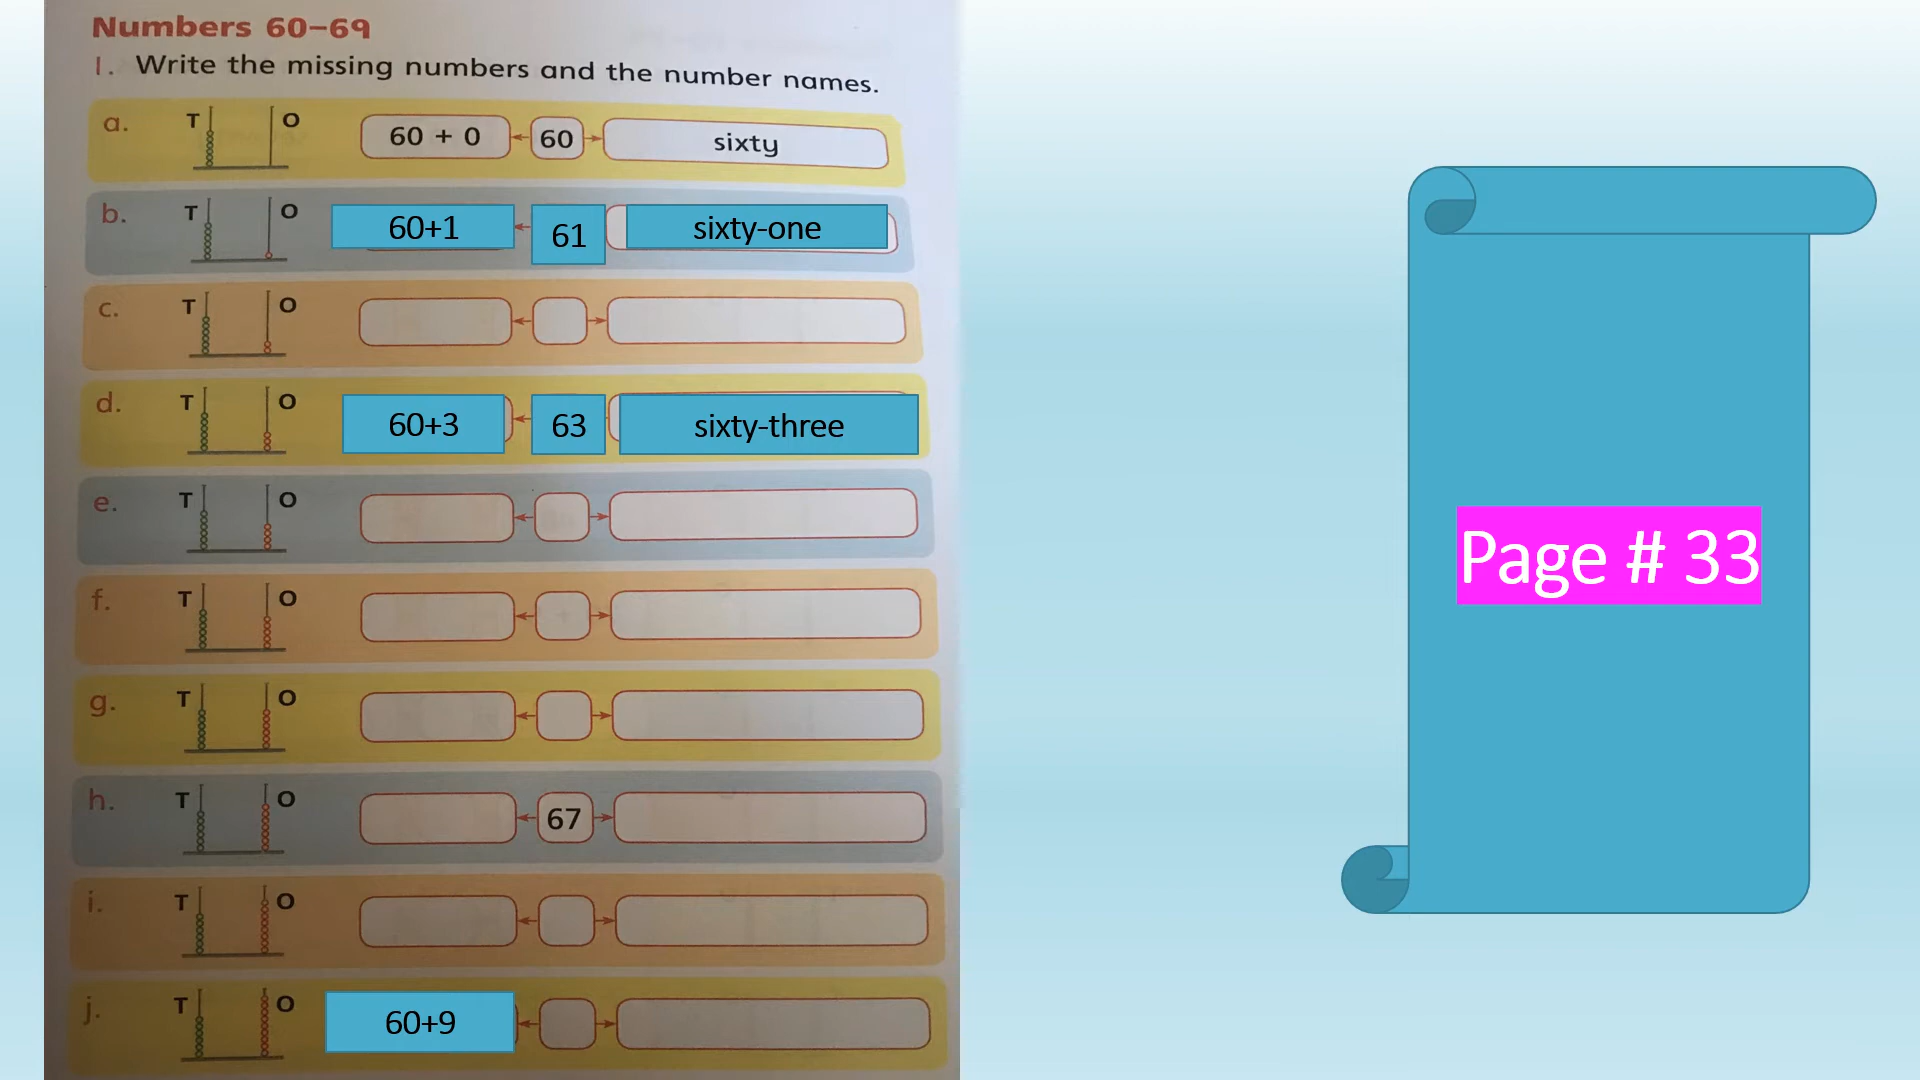 Numbers 60–69
1. Write the missing numbers and the number names.
a. T O 60 + 0 60 sixty
b. T O 60+1 61 sixty-one
c. T O
d. T O 60+3 63 sixty-three
e. T O
f. T O
g. T O
h. T O 67
i. T O
j. T O 60+9
Page # 33